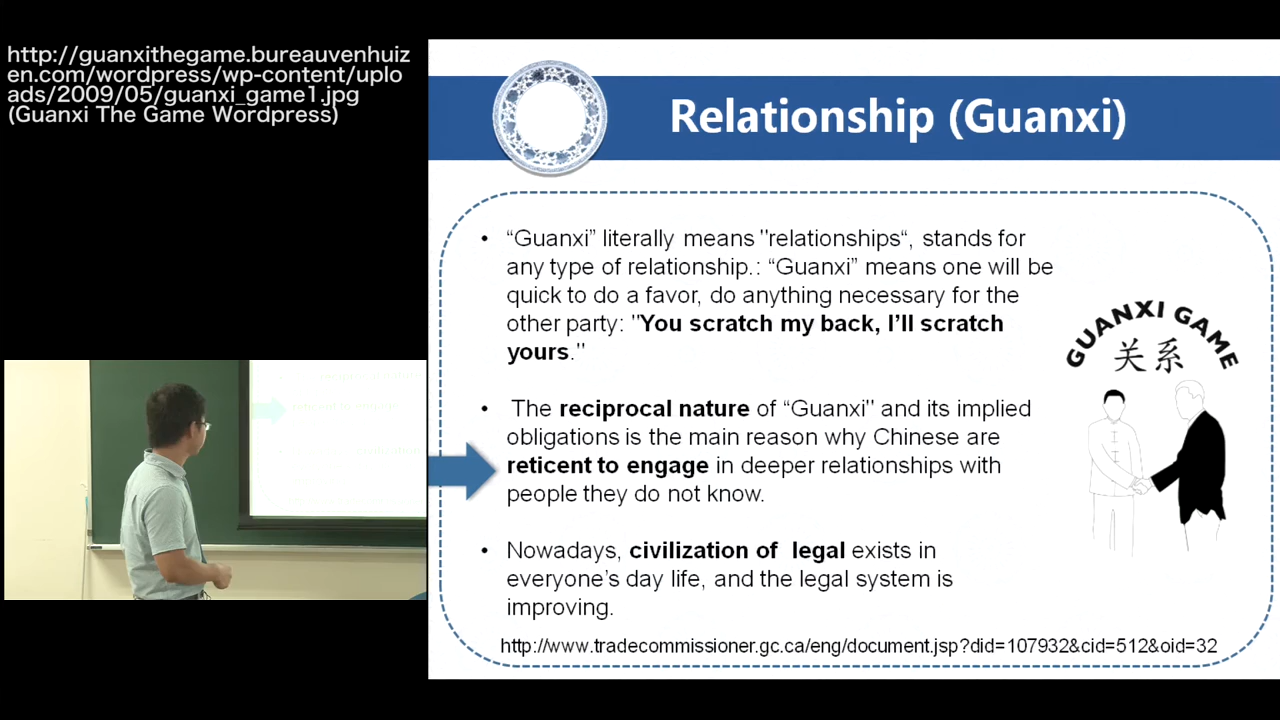 http://guanxithegame.bureauvenhuiz
en.com/wordpress/wp-content/uplo
ads/2009/05/guanxi_game1.jpg
(Guanxi The Game Wordpress)
Relationship (Guanxi)
• “Guanxi” literally means "relationships“, stands for
any type of relationship.: “Guanxi” means one will be
quick to do a favor, do anything necessary for the
other party: "You scratch my back, I’ll scratch
yours."
• The reciprocal nature of “Guanxi" and its implied
obligations is the main reason why Chinese are
reticent to engage in deeper relationships with
people they do not know.
• Nowadays, civilization of legal exists in
everyone’s day life, and the legal system is
improving.
http://www.tradecommissioner.gc.ca/eng/document.jsp?did=107932&cid=512&oid=32
GUANXI GAME
关系
reticent to engage